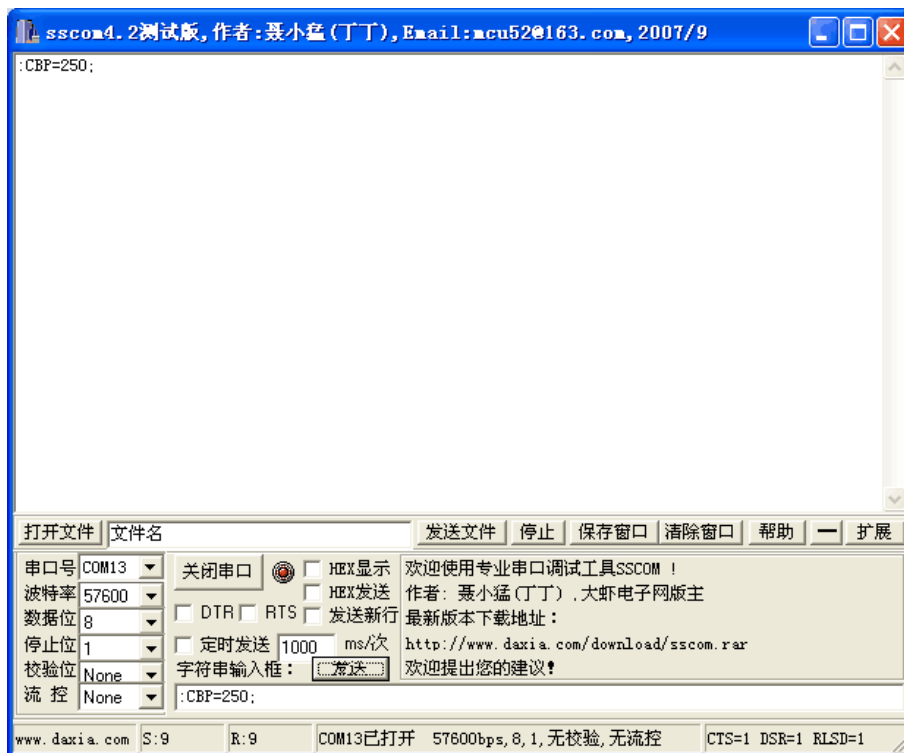 sscom4.2测试版,作者:聂小猛(丁丁),Email:mcu52@163.com,2007/9
:CBP=250;
打开文件 文件名 发送文件 停止 保存窗口 清除窗口 帮助 一 扩展
串口号 COM13 关闭串口 HEX显示
波特率 57600 HEX发送
数据位 8 DTR RTS 发送新行
停止位 1 定时发送 1000 ms/次
校验位 None 字符串输入框： 发送
流 控 None :CBP=250;
欢迎使用专业串口调试工具SSCOM !
作者: 聂小猛(丁丁) ,大虾电子网版主
最新版本下载地址：
http://www.daxia.com/download/sscom.rar
欢迎提出您的建议!
www.daxia.com S:9 R:9 COM13已打开 57600bps,8,1,无校验,无流控 CTS=1 DSR=1 RLSD=1